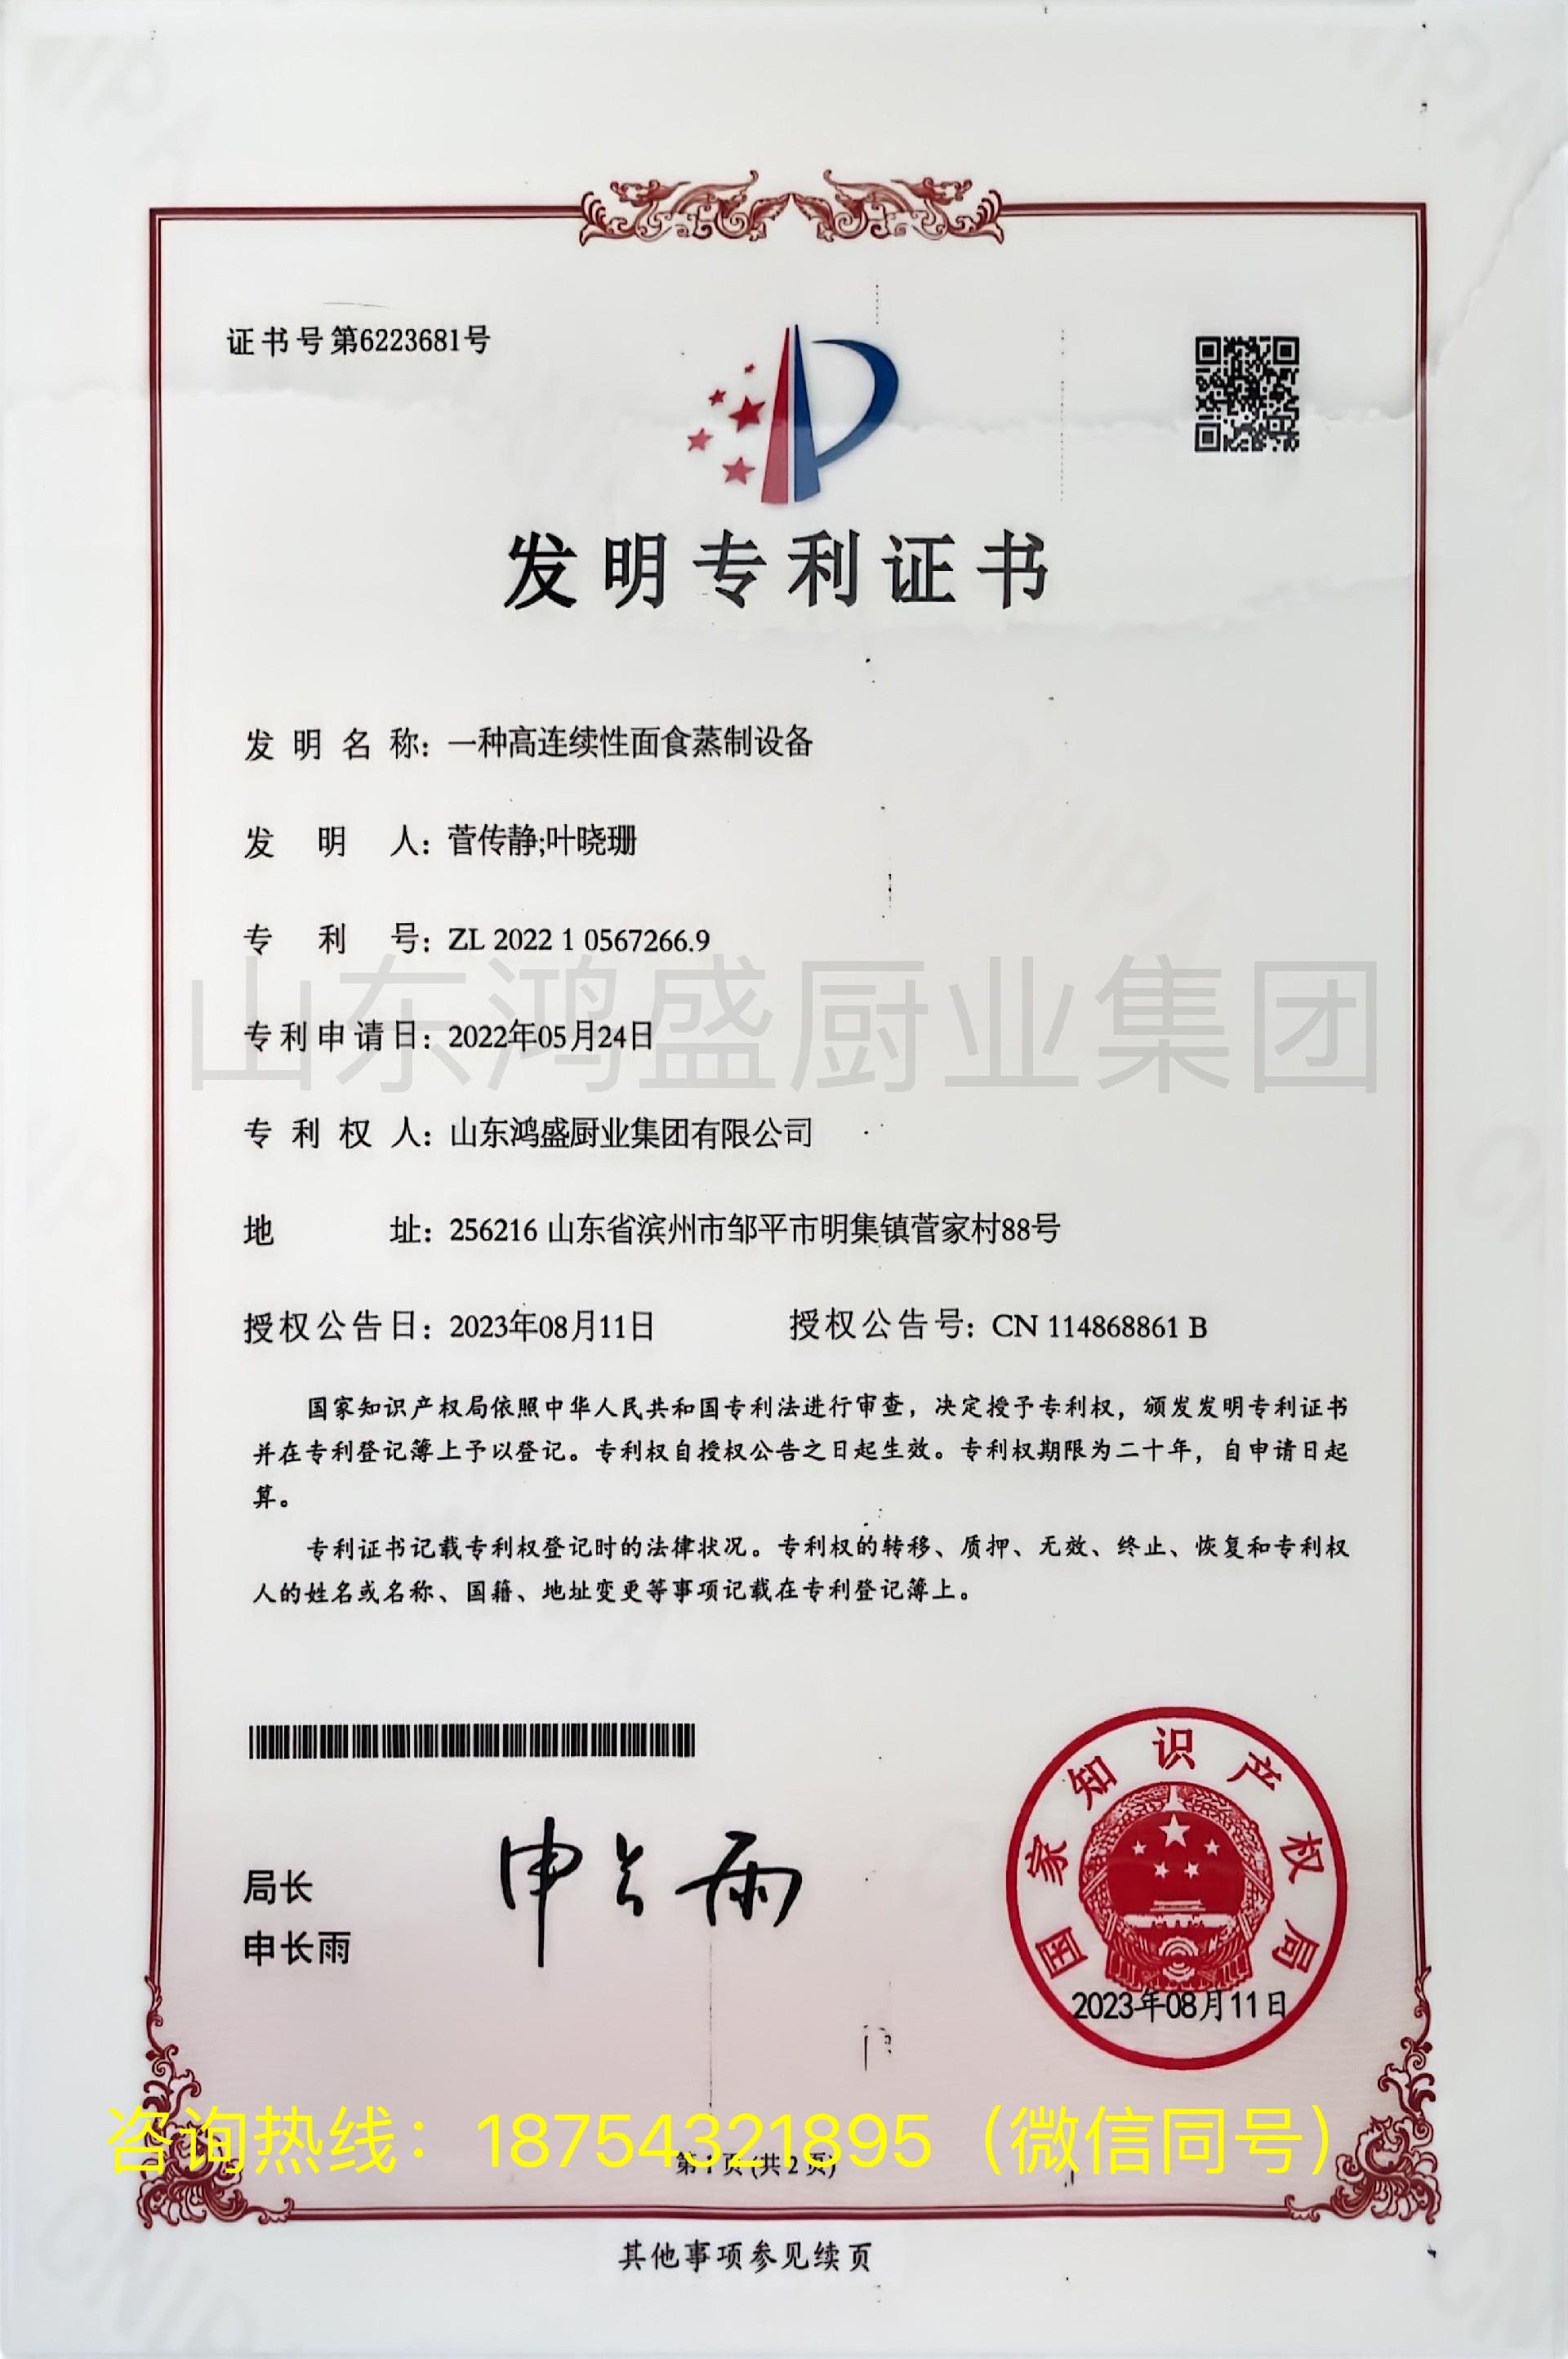 证书号第6223681号
发明专利证书
发明名称：一种高连续性面食蒸制设备
发明人：菅传静;叶晓珊
专利号：ZL 2022 1 0567266.9
山东鸿盛厨业集团
专利申请日：2022年05月24日
专利权人：山东鸿盛厨业集团有限公司
地址：256216 山东省滨州市邹平市明集镇菅家村88号
授权公告日：2023年08月11日 授权公告号：CN 114868861 B
国家知识产权局依照中华人民共和国专利法进行审查，决定授予专利权，颁发发明专利证书
并在专利登记簿上予以登记。专利权自授权公告之日起生效。专利权期限为二十年，自申请日起
算。
专利证书记载专利权登记时的法律状况。专利权的转移、质押、无效、终止、恢复和专利权
人的姓名或名称、国籍、地址变更等事项记载在专利登记簿上。
局长
申长雨
申长雨
国家知识产权局
2023年08月11日
咨询热线：18754321895（微信同号）
第1页(共2页)
其他事项参见续页
CNIPA